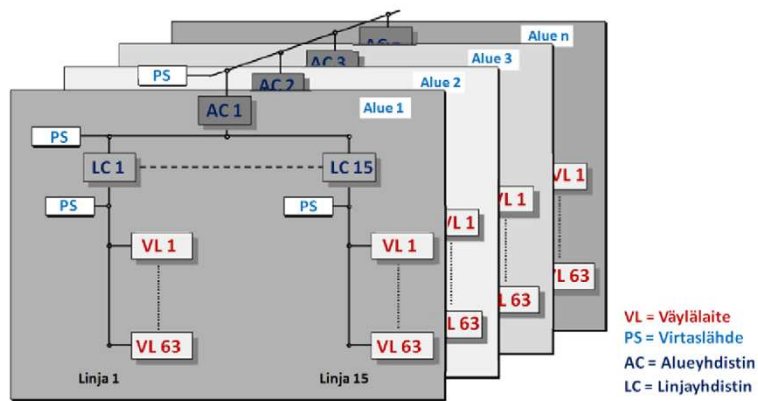 Alue n
AC n
Alue 3
AC 3
PS
Alue 2
AC 2
Alue 1
AC 1
PS
LC 1
LC 15
VL 1
PS
PS
VL 1
VL 1
VL 1
VL 1
VL 63
VL 63
VL 63
VL 63
VL 63
Linja 1
Linja 15
VL = Väylälaite
PS = Virtaslähde
AC = Alueyhdistin
LC = Linjayhdistin